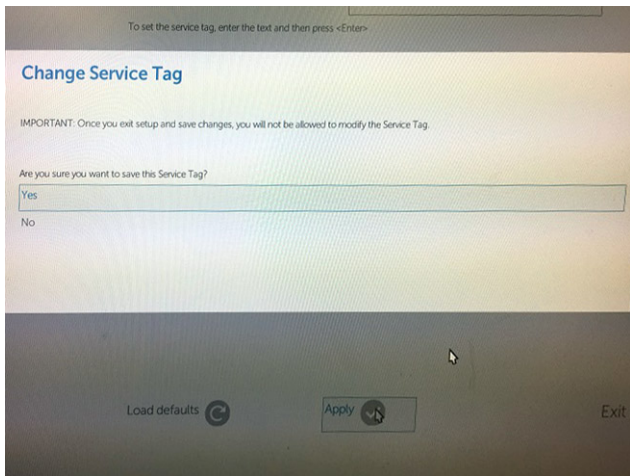 To set the service tag, enter the text and then press <Enter>
Change Service Tag
IMPORTANT: Once you exit setup and save changes, you will not be allowed to modify the Service Tag.
Are you sure you want to save this Service Tag?
Yes
No
Load defaults
Apply
Exit